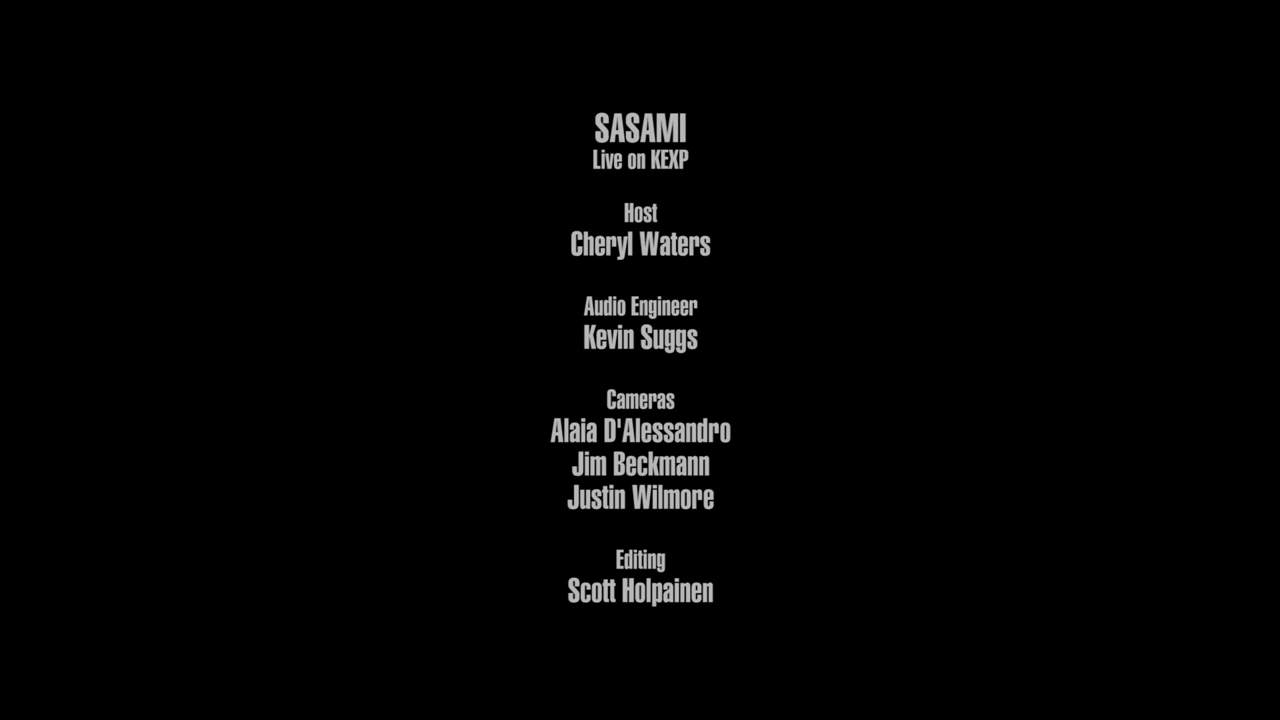 SASAMI
Live on KEXP
Host
Cheryl Waters
Audio Engineer
Kevin Suggs
Cameras
Alaia D'Alessandro
Jim Beckmann
Justin Wilmore
Editing
Scott Holpainen